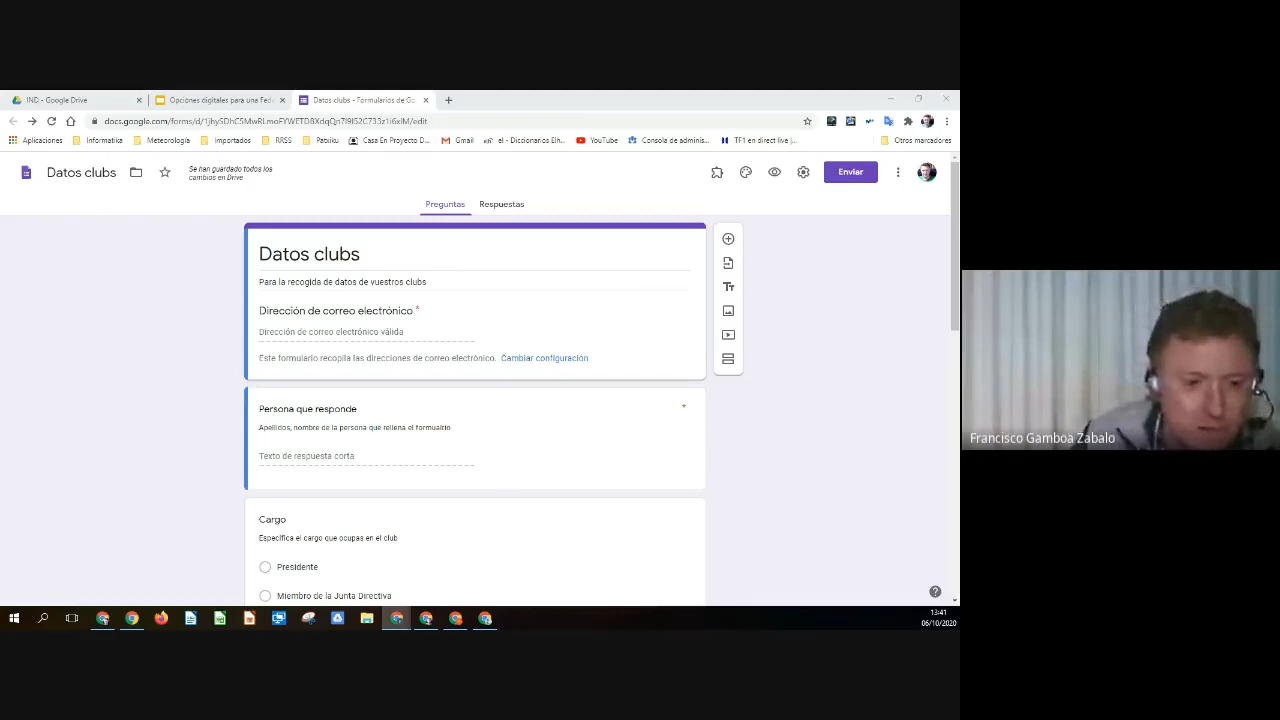 IND - Google Drive
Opciones digitales para una Fede
Datos clubs - Formularios de Go
docs.google.com/forms/d/1jhySDhC5MwRLmoFYWETDBXdqQn7l9l52C733z1i6xIM/edit
Aplicaciones
Informatika
Meteorología
Importados
RRSS
Patxiku
Casa En Proyecto D...
Gmail
el - Diccionarios Elh...
YouTube
Consola de adminis...
TF1 en direct live |...
Otros marcadores
Datos clubs
Se han guardado todos los
cambios en Drive
Enviar
Preguntas
Respuestas
Datos clubs
Para la recogida de datos de vuestros clubs
Dirección de correo electrónico *
Dirección de correo electrónico válida
Este formulario recopila las direcciones de correo electrónico. Cambiar configuración
Persona que responde *
Apellidos, nombre de la persona que rellena el formualrio
Texto de respuesta corta
Cargo
Específica el cargo que ocupas en el club
Presidente
Miembro de la Junta Directiva
Francisco Gamboa Zabalo
13:41
06/10/2020